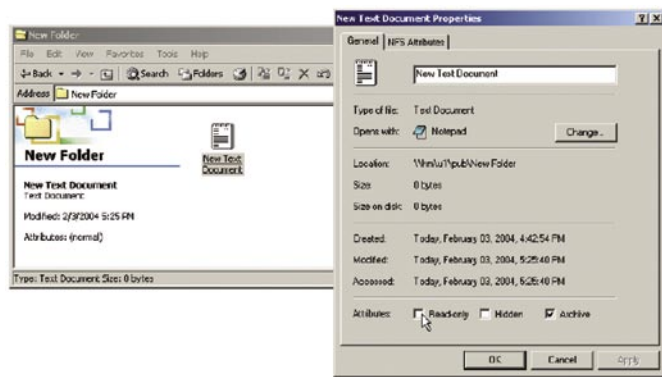 New Folder
File Edit View Favorites Tools Help
Back Search Folders
Address New Folder
New Folder
New Text Document
Text Document
Modified: 2/3/2004 5:25 PM
Attributes: (normal)
New Text
Document
Type: Text Document Size: 0 bytes
New Text Document Properties
General NFS Attributes
New Text Document
Type of file: Text Document
Opens with: Notepad Change...
Location:
Size: 0 bytes
Size on disk: 0 bytes
Created: Today, February 03, 2004, 4:42:54 PM
Modified: Today, February 03, 2004, 5:25:40 PM
Accessed: Today, February 03, 2004, 5:25:40 PM
Attributes: Read-only Hidden Archive
OK Cancel Apply